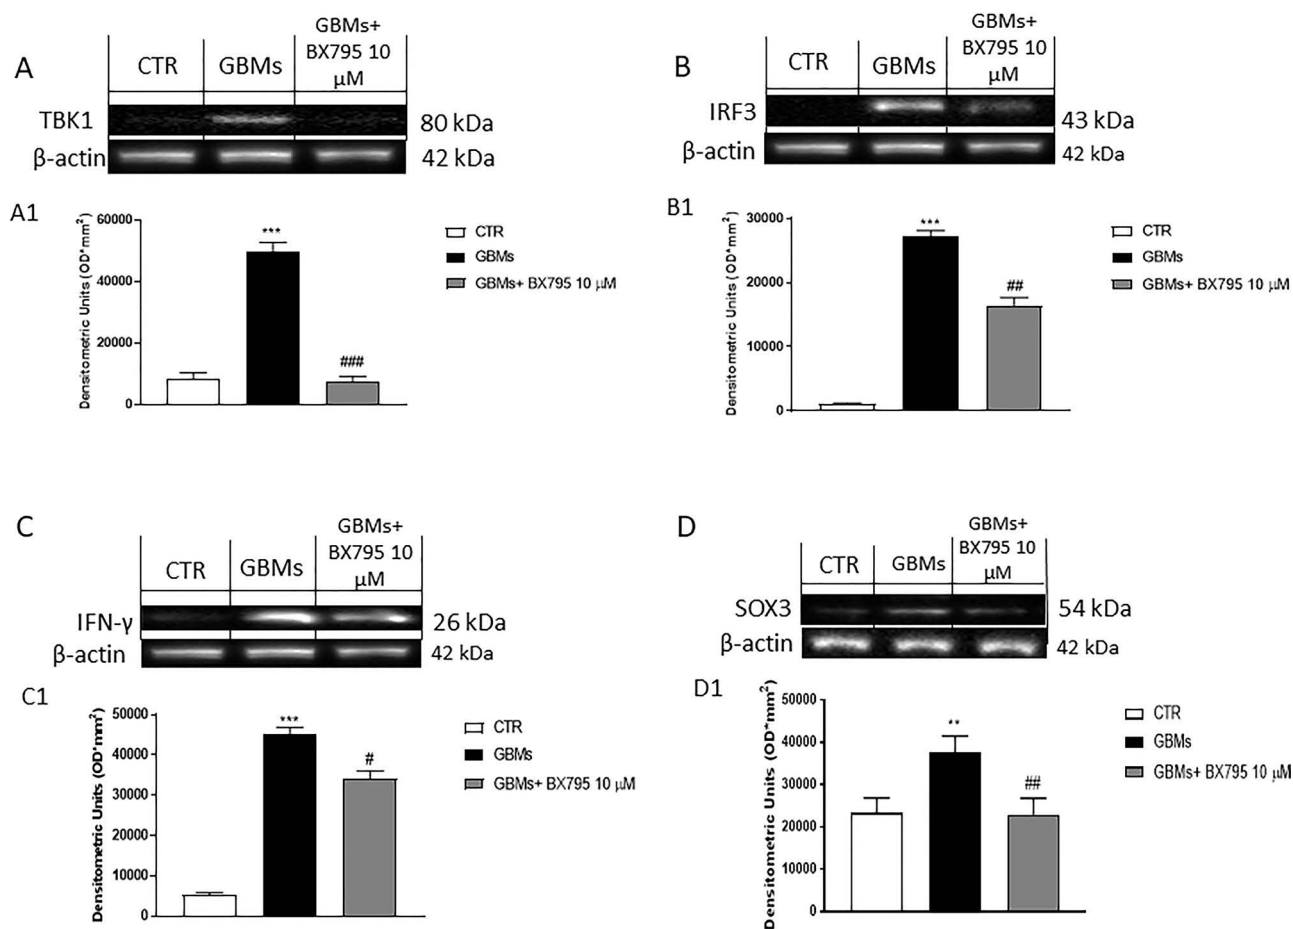 A
CTR
GBMs
GBMs+
BX795 10
μM
TBK1
80 kDa
β-actin
42 kDa
A1
Densitometric Units (OD*mm²)
60000
40000
20000
0
***
###
CTR
GBMs
GBMs+ BX795 10 μM
B
CTR
GBMs
GBMs+
BX795 10
μM
IRF3
43 kDa
β-actin
42 kDa
B1
Densitometric Units (OD*mm²)
30000
20000
10000
0
***
##
CTR
GBMs
GBMs+ BX795 10 μM
C
CTR
GBMs
GBMs+
BX795 10
μM
IFN-γ
26 kDa
β-actin
42 kDa
C1
Densitometric Units (OD*mm²)
50000
40000
30000
20000
10000
0
***
#
CTR
GBMs
GBMs+ BX795 10 μM
D
CTR
GBMs
GBMs+
BX795 10
μM
SOX3
54 kDa
β-actin
42 kDa
D1
Densitometric Units (OD*mm²)
50000
40000
30000
20000
10000
0
**
##
CTR
GBMs
GBMs+ BX795 10 μM